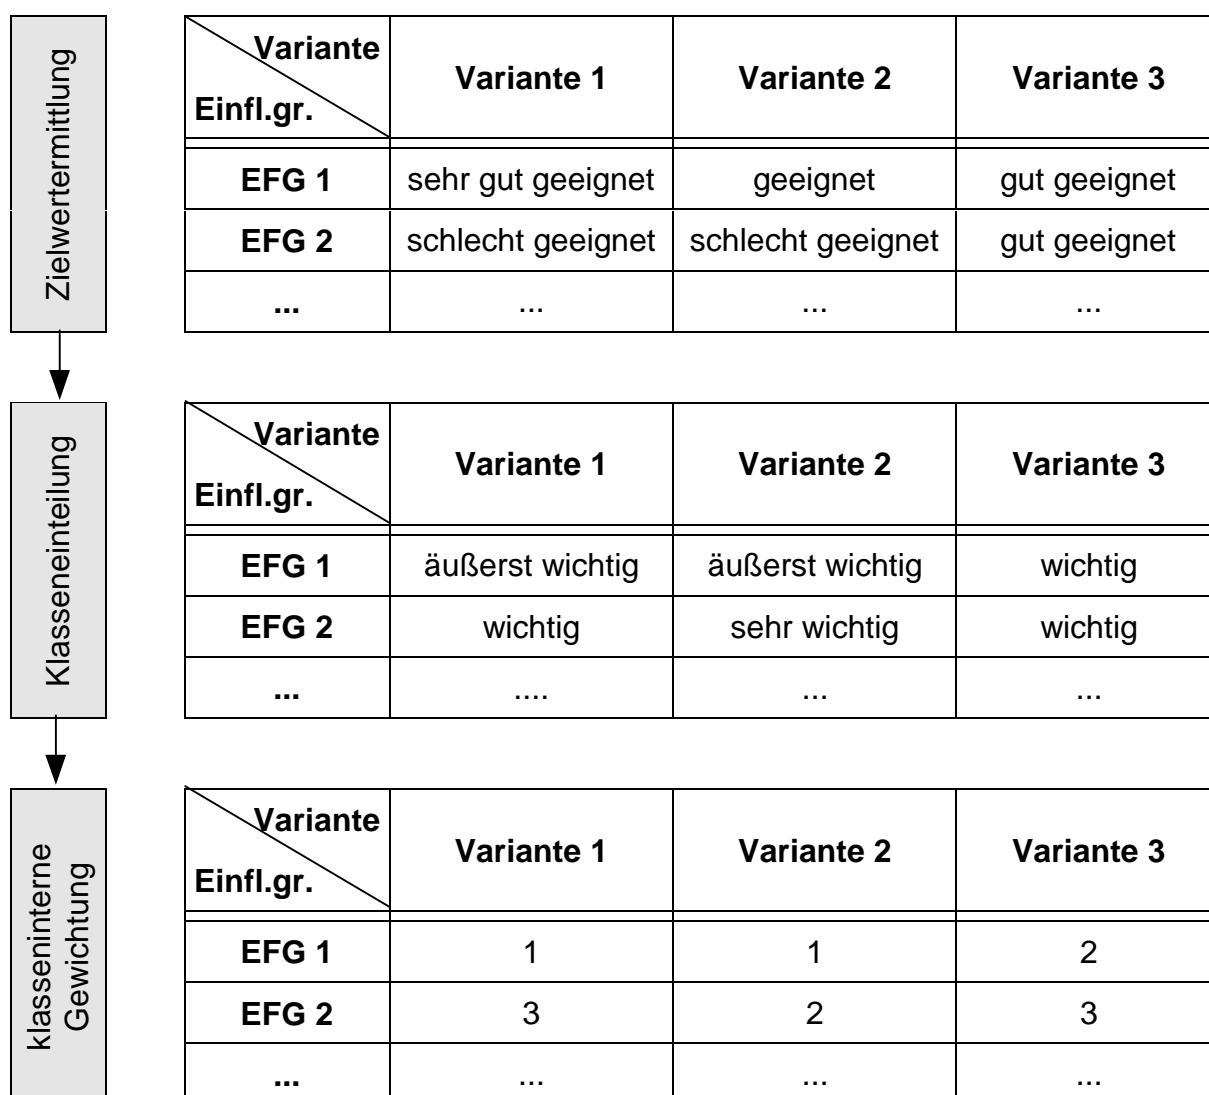 Zielwertermittlung
Variante
Einfl.gr.
Variante 1
Variante 2
Variante 3
EFG 1
sehr gut geeignet
geeignet
gut geeignet
EFG 2
schlecht geeignet
schlecht geeignet
gut geeignet
...
...
...
...
Klasseneinteilung
Variante
Einfl.gr.
Variante 1
Variante 2
Variante 3
EFG 1
äußerst wichtig
äußerst wichtig
wichtig
EFG 2
wichtig
sehr wichtig
wichtig
...
....
...
...
klasseninterne
Gewichtung
Variante
Einfl.gr.
Variante 1
Variante 2
Variante 3
EFG 1
1
1
2
EFG 2
3
2
3
...
...
...
...